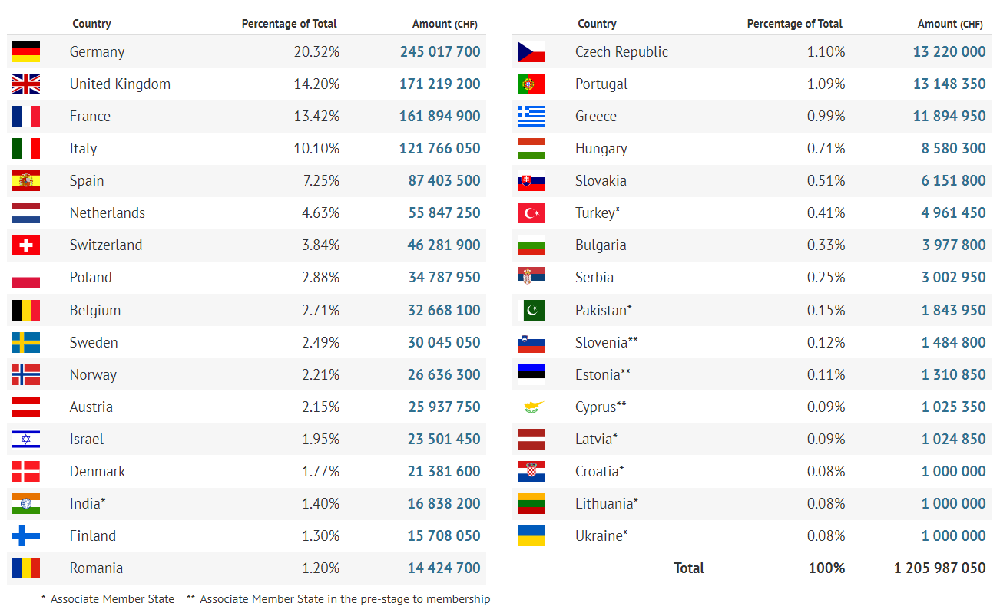 Country Percentage of Total Amount (CHF)
Germany 20.32% 245 017 700
United Kingdom 14.20% 171 219 200
France 13.42% 161 894 900
Italy 10.10% 121 766 050
Spain 7.25% 87 403 500
Netherlands 4.63% 55 847 250
Switzerland 3.84% 46 281 900
Poland 2.88% 34 787 950
Belgium 2.71% 32 668 100
Sweden 2.49% 30 045 050
Norway 2.21% 26 636 300
Austria 2.15% 25 937 750
Israel 1.95% 23 501 450
Denmark 1.77% 21 381 600
India* 1.40% 16 838 200
Finland 1.30% 15 708 050
Romania 1.20% 14 424 700
Country Percentage of Total Amount (CHF)
Czech Republic 1.10% 13 220 000
Portugal 1.09% 13 148 350
Greece 0.99% 11 894 950
Hungary 0.71% 8 580 300
Slovakia 0.51% 6 151 800
Turkey* 0.41% 4 961 450
Bulgaria 0.33% 3 977 800
Serbia 0.25% 3 002 950
Pakistan* 0.15% 1 843 950
Slovenia** 0.12% 1 484 800
Estonia** 0.11% 1 310 850
Cyprus** 0.09% 1 025 350
Latvia* 0.09% 1 024 850
Croatia* 0.08% 1 000 000
Lithuania* 0.08% 1 000 000
Ukraine* 0.08% 1 000 000
Total 100% 1 205 987 050
* Associate Member State ** Associate Member State in the pre-stage to membership